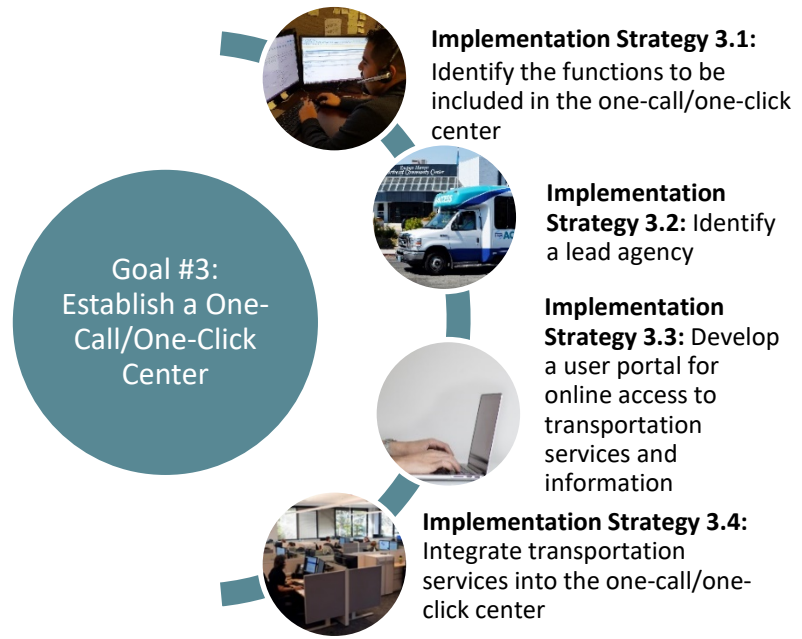 Goal #3:
Establish a One-
Call/One-Click
Center
Implementation Strategy 3.1:
Identify the functions to be
included in the one-call/one-click
center
Implementation
Strategy 3.2: Identify
a lead agency
Implementation
Strategy 3.3: Develop
a user portal for
online access to
transportation
services and
information
Implementation Strategy 3.4:
Integrate transportation
services into the one-call/one-
click center